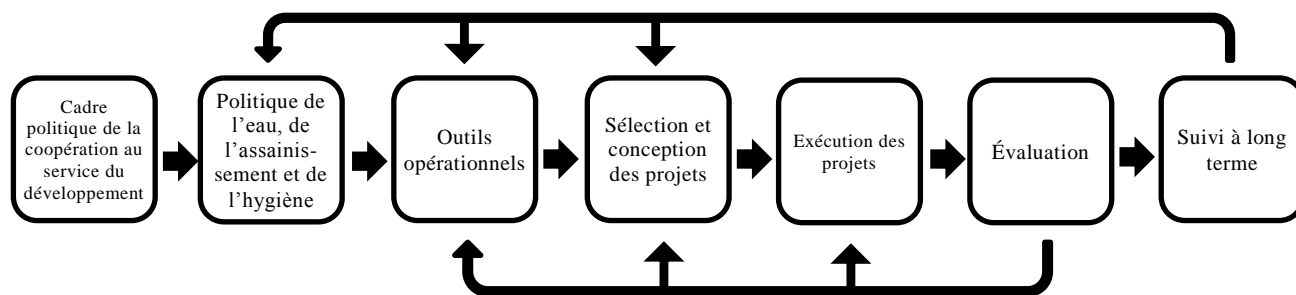 Cadre
politique de la
coopération au
service du
développement
Politique de
l’eau, de
l’assainis-
sement et de
l’hygiène
Outils
opérationnels
Sélection et
conception
des projets
Exécution des
projets
Évaluation
Suivi à long
terme